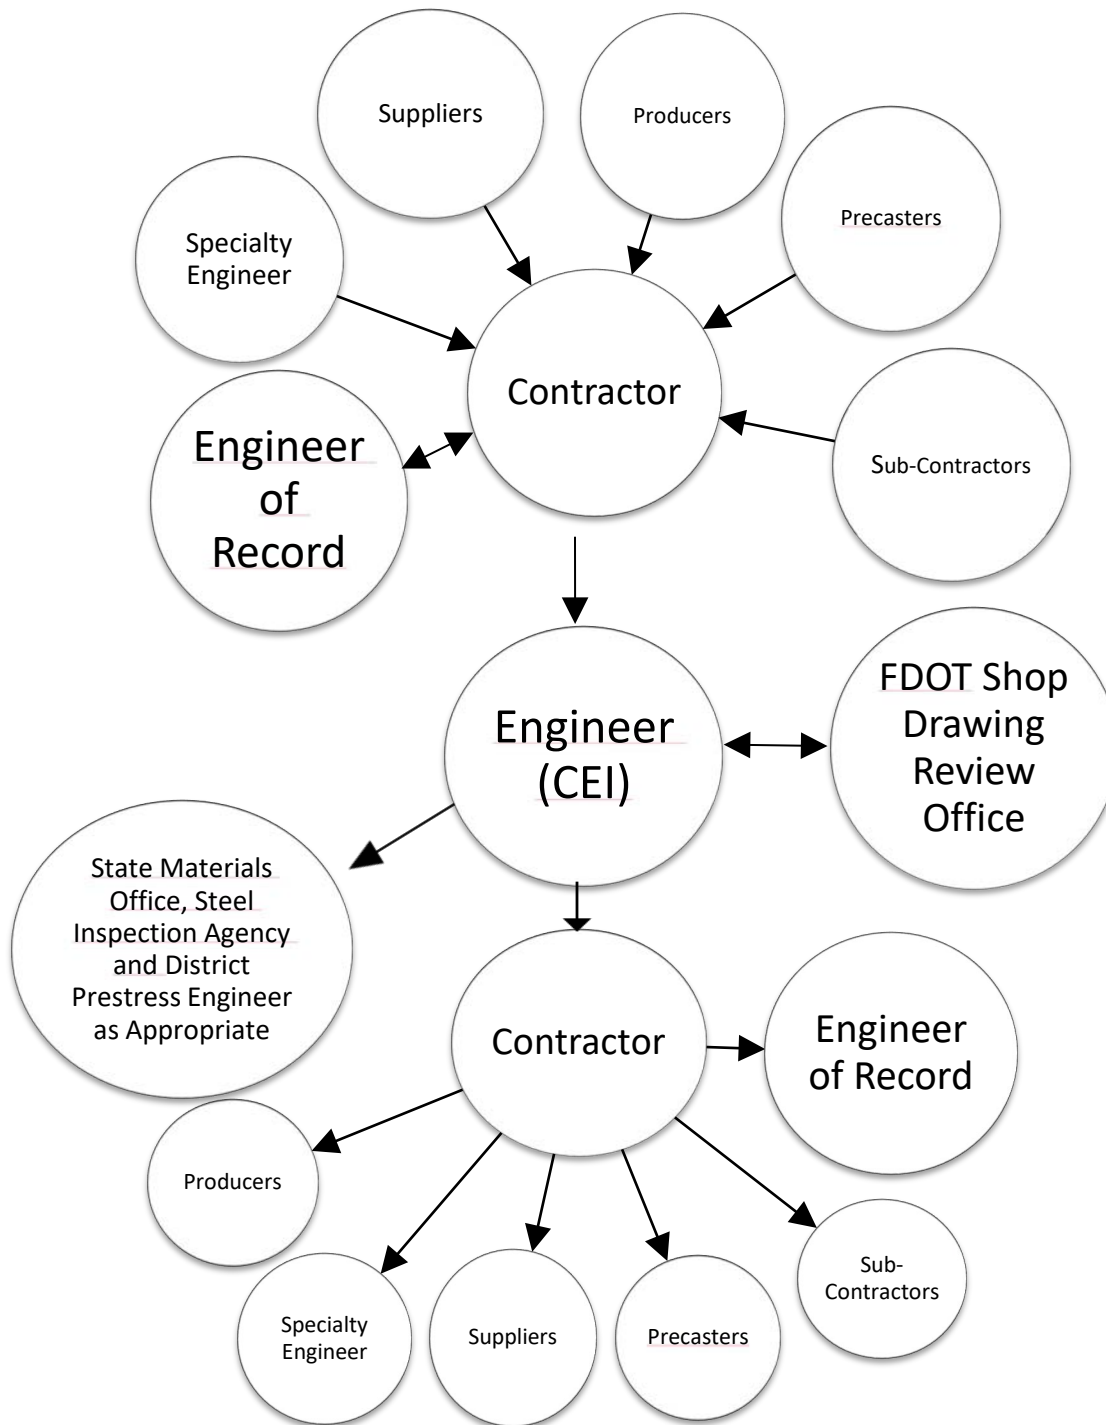 Suppliers
Producers
Precasters
Specialty
Engineer
Contractor
Engineer
of
Record
Sub-Contractors
FDOT Shop
Drawing
Review
Office
Engineer
(CEI)
State Materials
Office, Steel
Inspection Agency
and District
Prestress Engineer
as Appropriate
Contractor
Engineer
of Record
Producers
Sub-
Contractors
Specialty
Engineer
Suppliers
Precasters